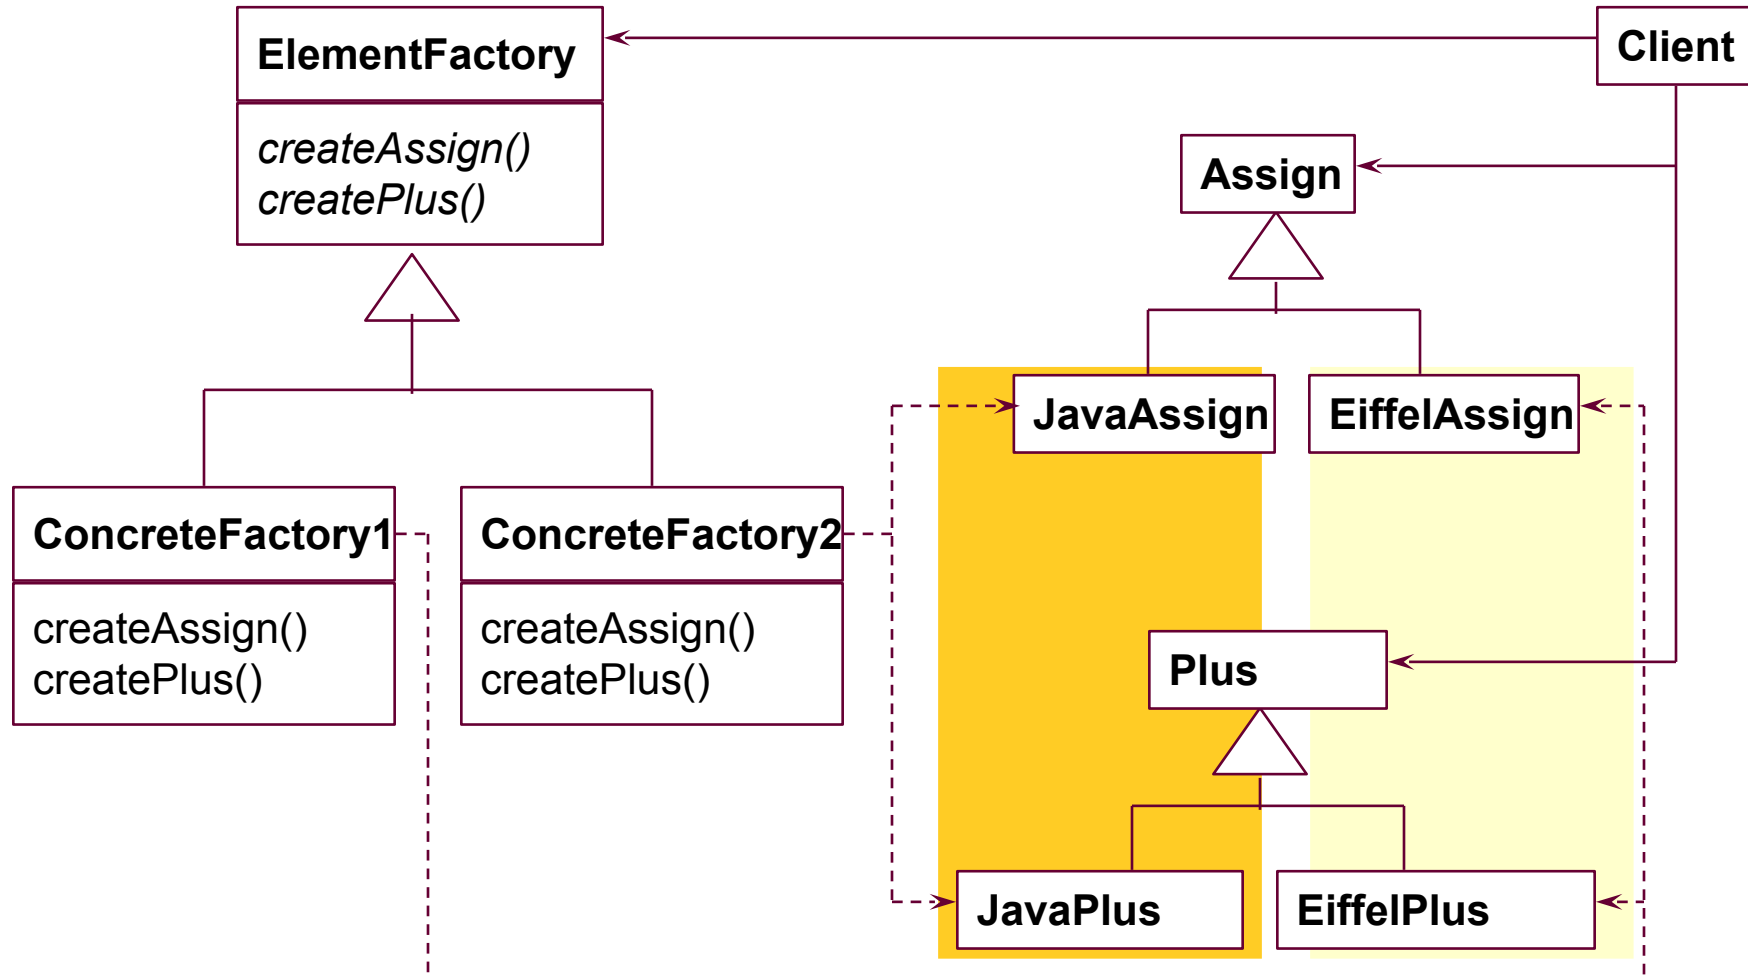 ElementFactory
createAssign()
createPlus()
Client
Assign
JavaAssign
EiffelAssign
ConcreteFactory1
createAssign()
createPlus()
ConcreteFactory2
createAssign()
createPlus()
Plus
JavaPlus
EiffelPlus